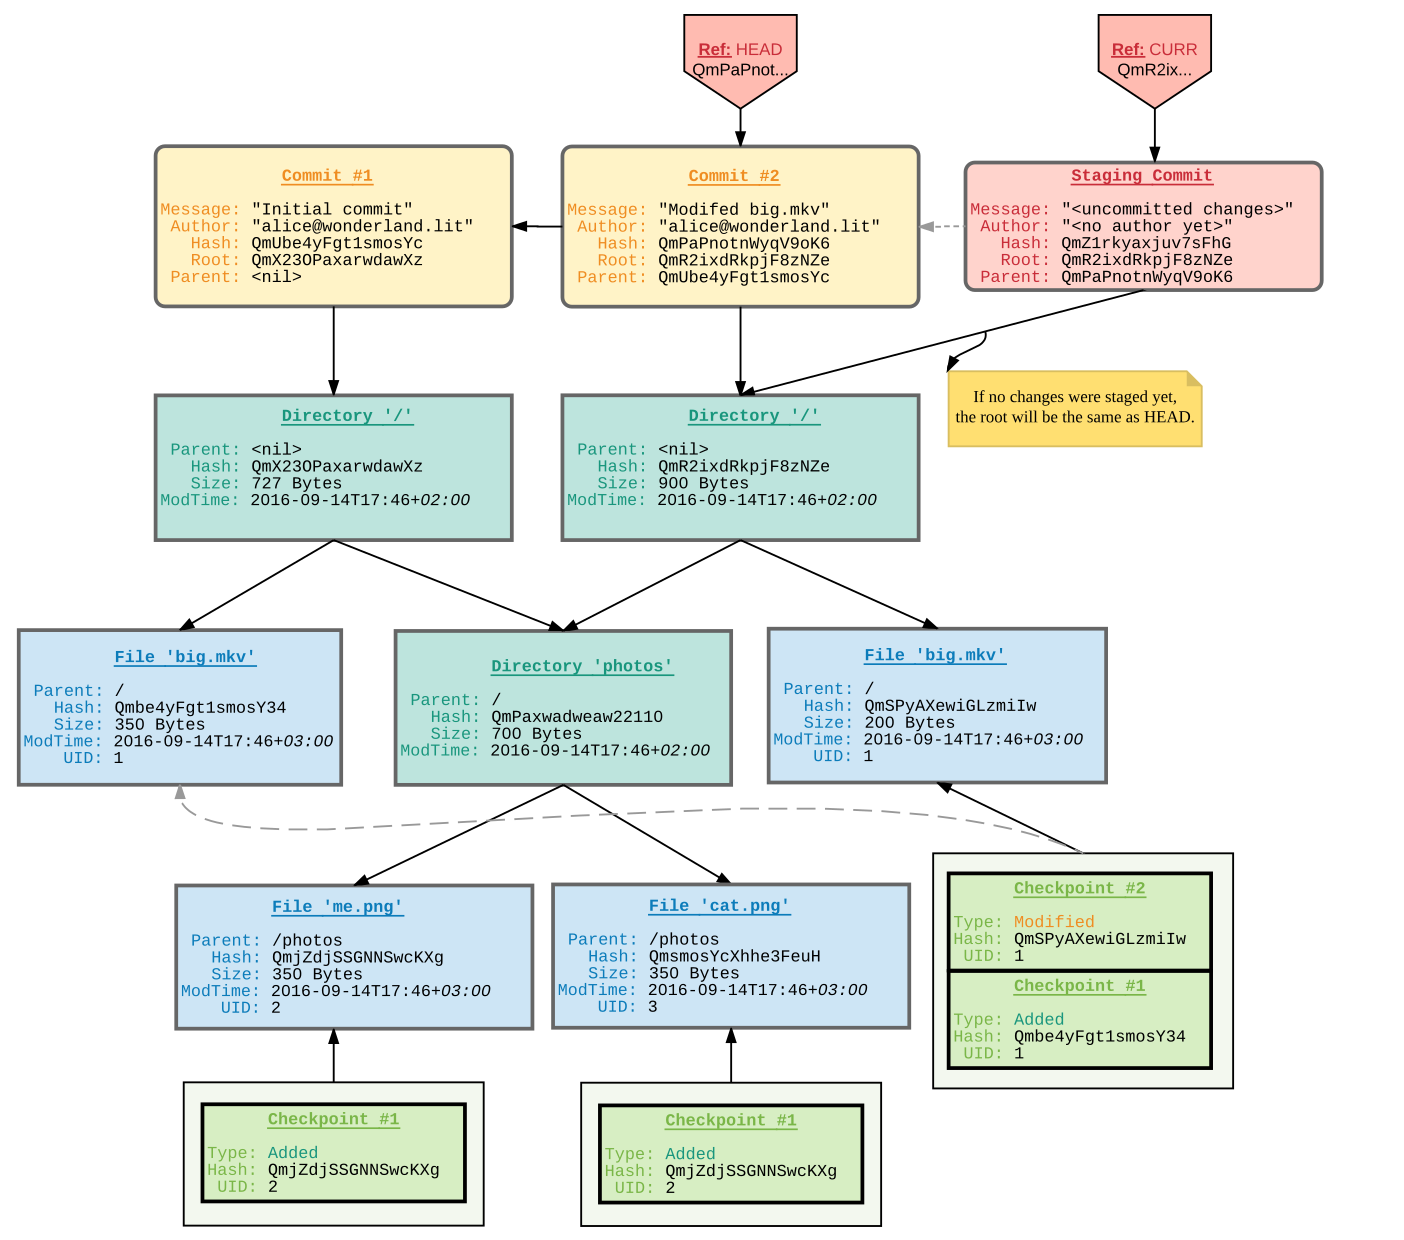 Ref: HEAD
QmPaPnot...
Ref: CURR
QmR2ix...
Commit #1
Message: "Initial commit"
Author: "alice@wonderland.lit"
Hash: QmUbe4yFgt1smosYc
Root: QmX23OPaxarwdawXz
Parent: <nil>
Commit #2
Message: "Modifed big.mkv"
Author: "alice@wonderland.lit"
Hash: QmPaPnotnWyqV9oK6
Root: QmR2ixdRkpjF8zNZe
Parent: QmUbe4yFgt1smosYc
Staging Commit
Message: "<uncommitted changes>"
Author: "<no author yet>"
Hash: QmZ1rkyaxjuv7sFhG
Root: QmR2ixdRkpjF8zNZe
Parent: QmPaPnotnWyqV9oK6
If no changes were staged yet,
the root will be the same as HEAD.
Directory '/'
Parent: <nil>
Hash: QmX23OPaxarwdawXz
Size: 727 Bytes
ModTime: 2016-09-14T17:46+02:00
Directory '/'
Parent: <nil>
Hash: QmR2ixdRkpjF8zNZe
Size: 900 Bytes
ModTime: 2016-09-14T17:46+02:00
File 'big.mkv'
Parent: /
Hash: Qmbe4yFgt1smosY34
Size: 350 Bytes
ModTime: 2016-09-14T17:46+03:00
UID: 1
Directory 'photos'
Parent: /
Hash: QmPaxwadweaw2211O
Size: 700 Bytes
ModTime: 2016-09-14T17:46+02:00
File 'big.mkv'
Parent: /
Hash: QmSPyAXewiGLzmiIw
Size: 200 Bytes
ModTime: 2016-09-14T17:46+03:00
UID: 1
File 'me.png'
Parent: /photos
Hash: QmjZdjSSGNNSwcKXg
Size: 350 Bytes
ModTime: 2016-09-14T17:46+03:00
UID: 2
File 'cat.png'
Parent: /photos
Hash: QmsmosYcXhhe3FeuH
Size: 350 Bytes
ModTime: 2016-09-14T17:46+03:00
UID: 3
Checkpoint #2
Type: Modified
Hash: QmSPyAXewiGLzmiIw
UID: 1
Checkpoint #1
Type: Added
Hash: Qmbe4yFgt1smosY34
UID: 1
Checkpoint #1
Type: Added
Hash: QmjZdjSSGNNSwcKXg
UID: 2
Checkpoint #1
Type: Added
Hash: QmjZdjSSGNNSwcKXg
UID: 2